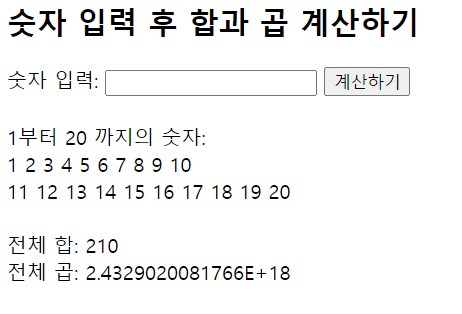 숫자 입력 후 합과 곱 계산하기
숫자 입력: 계산하기
1부터 20 까지의 숫자:
1 2 3 4 5 6 7 8 9 10
11 12 13 14 15 16 17 18 19 20
전체 합: 210
전체 곱: 2.4329020081766E+18